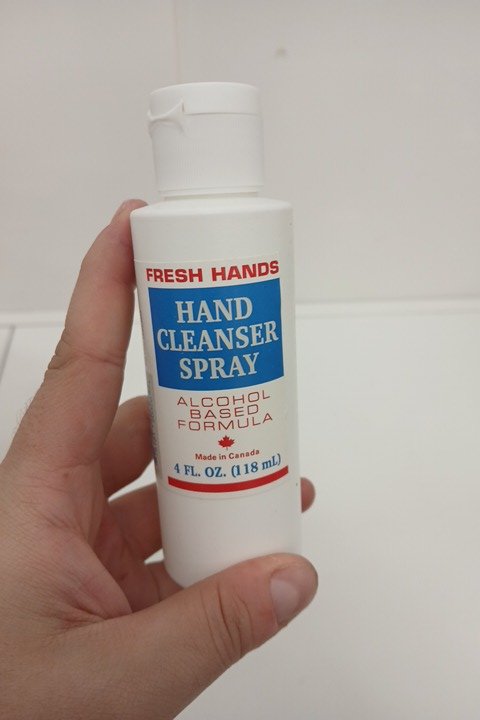 FRESH HANDS
HAND
CLEANSER
SPRAY
ALCOHOL
BASED
FORMULA
Made in Canada
4 FL. OZ. (118 mL)